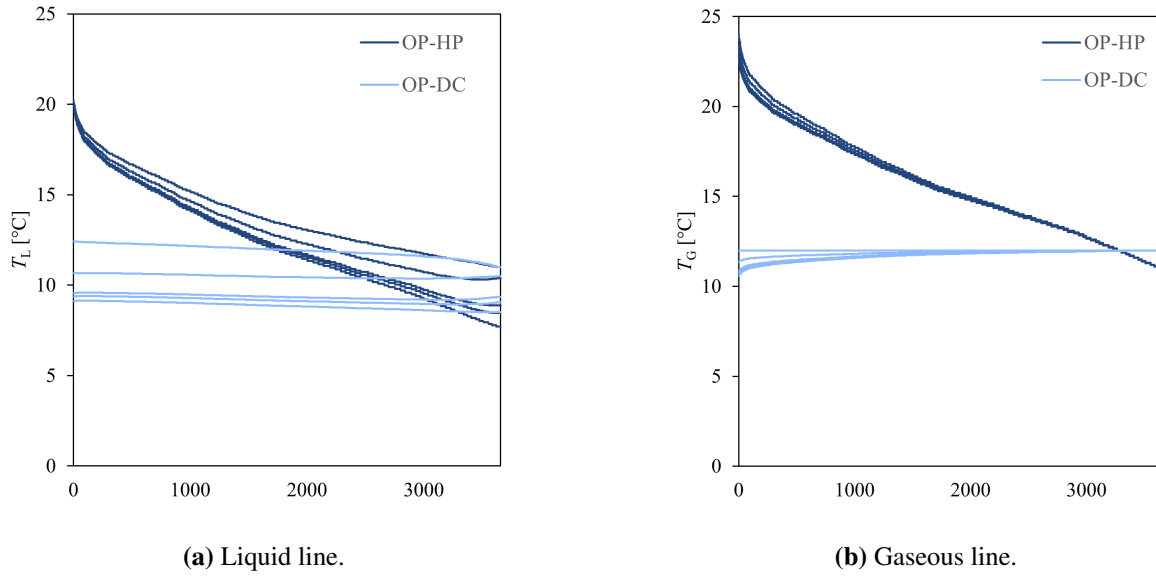 25
20
15
10
5
0
T_L [°C]
OP-HP
OP-DC
0 1000 2000 3000
(a) Liquid line.
25
20
15
10
5
0
T_G [°C]
OP-HP
OP-DC
0 1000 2000 3000
(b) Gaseous line.